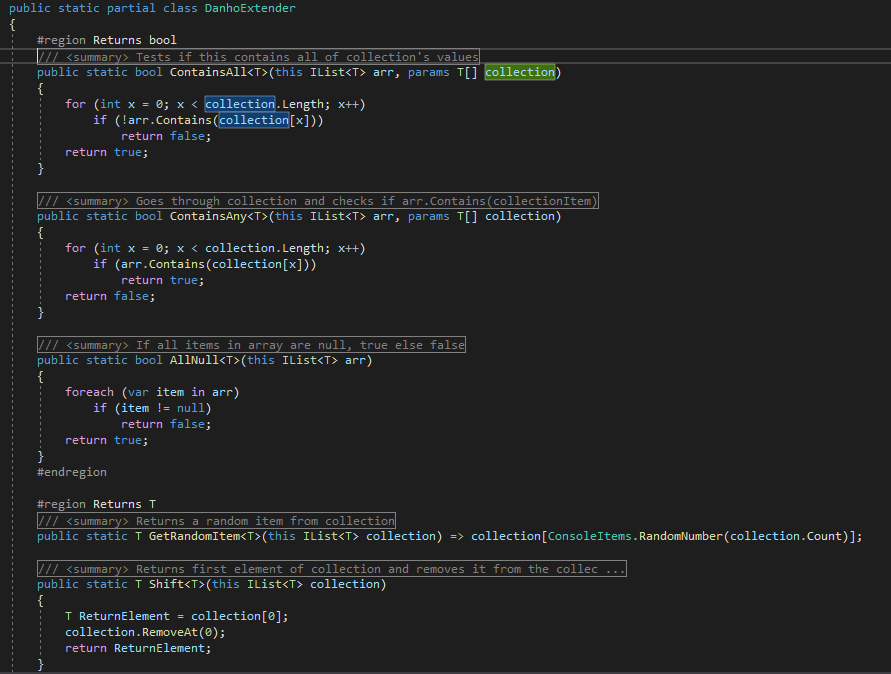 public static partial class DanhoExtender
{
#region Returns bool
/// <summary> Tests if this contains all of collection's values
public static bool ContainsAll<T>(this IList<T> arr, params T[] collection)
{
for (int x = 0; x < collection.Length; x++)
if (!arr.Contains(collection[x]))
return false;
return true;
}
/// <summary> Goes through collection and checks if arr.Contains(collectionItem)
public static bool ContainsAny<T>(this IList<T> arr, params T[] collection)
{
for (int x = 0; x < collection.Length; x++)
if (arr.Contains(collection[x]))
return true;
return false;
}
/// <summary> If all items in array are null, true else false
public static bool AllNull<T>(this IList<T> arr)
{
foreach (var item in arr)
if (item != null)
return false;
return true;
}
#endregion
#region Returns T
/// <summary> Returns a random item from collection
public static T GetRandomItem<T>(this IList<T> collection) => collection[ConsoleItems.RandomNumber(collection.Count)];
/// <summary> Returns first element of collection and removes it from the collec ...
public static T Shift<T>(this IList<T> collection)
{
T ReturnElement = collection[0];
collection.RemoveAt(0);
return ReturnElement;
}